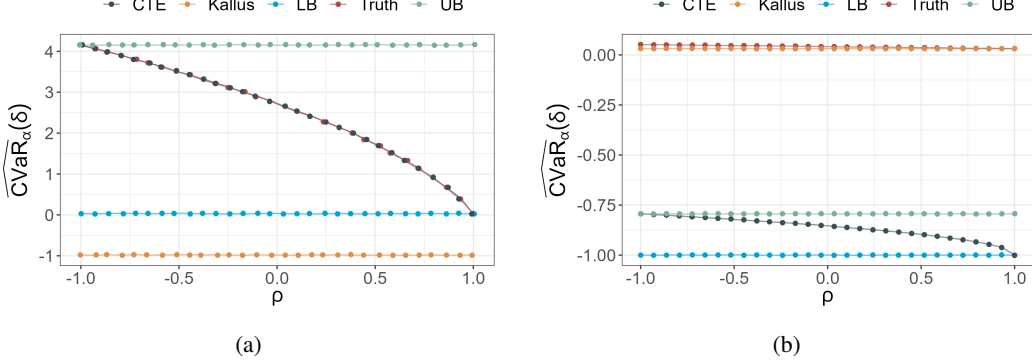 CTE Kallus LB Truth UB
4
3
2
1
0
-1
CVaRα(δ)
-1.0 -0.5 0.0 0.5 1.0
ρ
(a)
CTE Kallus LB Truth UB
0.00
-0.25
-0.50
-0.75
-1.00
CVaRα(δ)
-1.0 -0.5 0.0 0.5 1.0
ρ
(b)